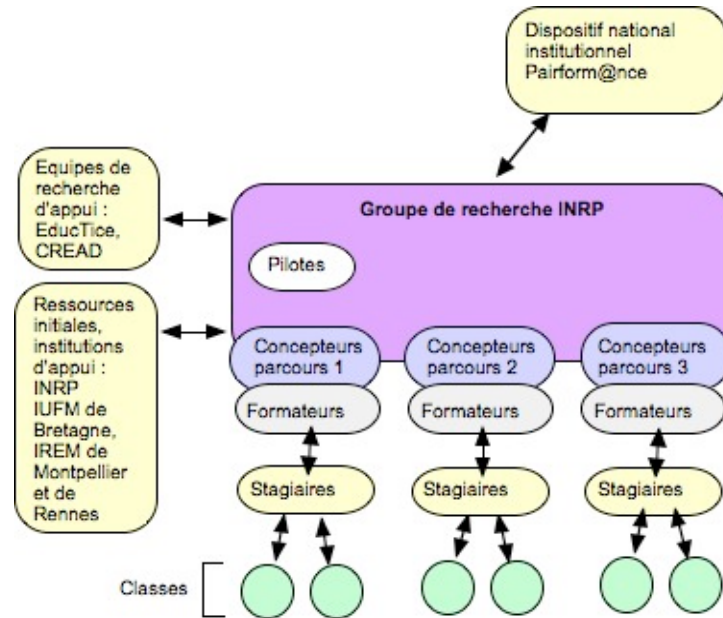 Dispositif national
institutionnel
Pairform@nce
Equipes de
recherche
d'appui :
EducTice,
CREAD
Groupe de recherche INRP
Pilotes
Ressources
initiales,
institutions
d'appui :
INRP
IUFM de
Bretagne,
IREM de
Montpellier
et de
Rennes
Concepteurs
parcours 1
Concepteurs
parcours 2
Concepteurs
parcours 3
Formateurs
Formateurs
Formateurs
Stagiaires
Stagiaires
Stagiaires
Classes